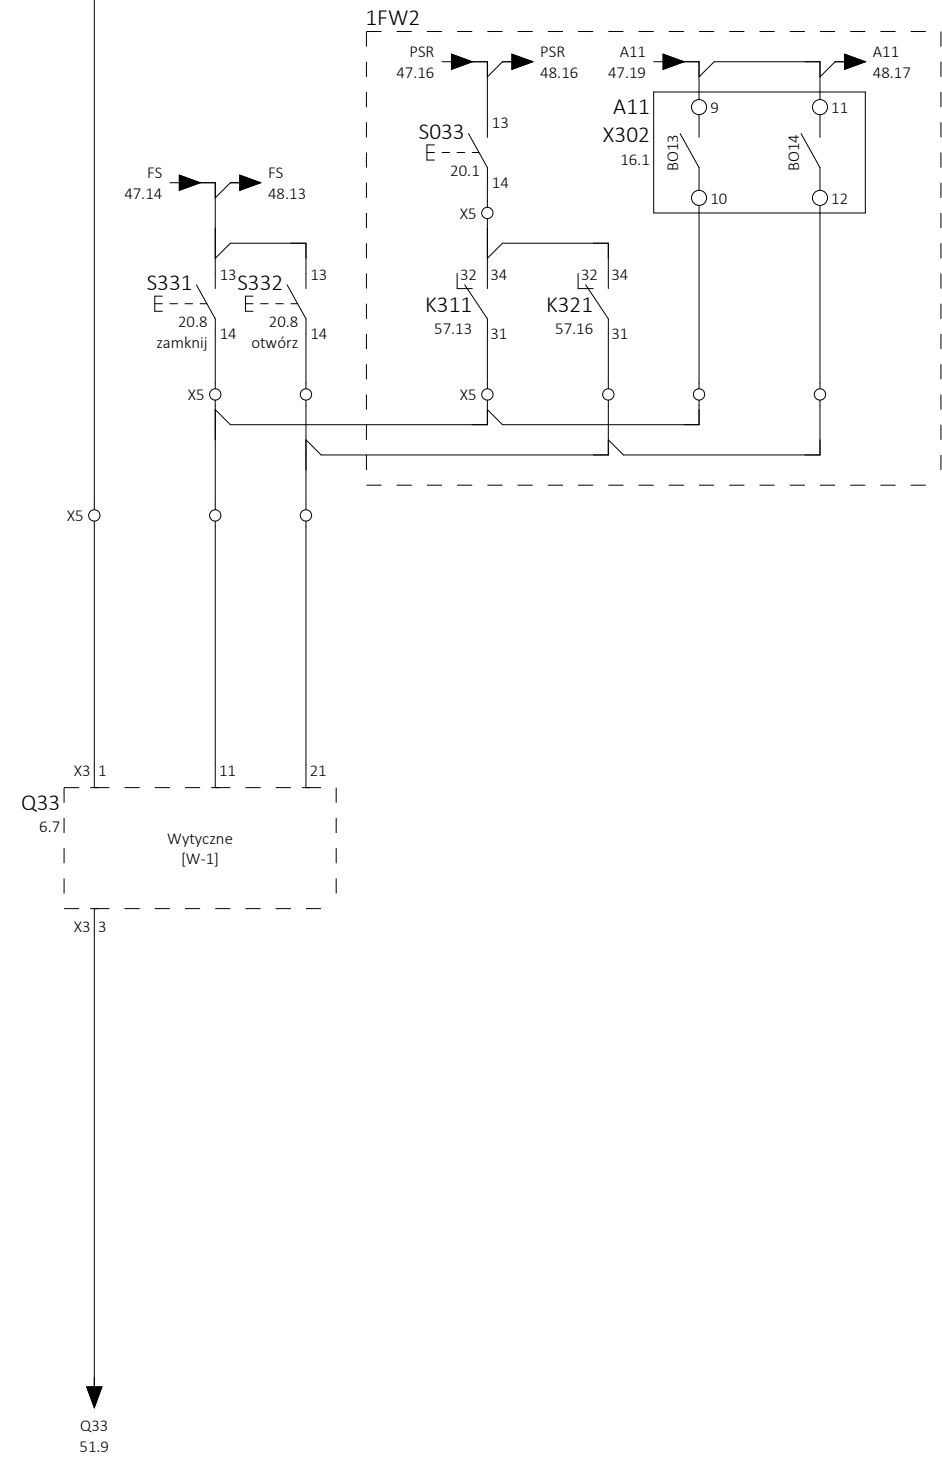 1FW2
PSR
47.16
PSR
48.16
A11
47.19
A11
48.17
A11
X302
16.1
9
BO13
10
11
BO14
12
13
S033
E
20.1
14
X5
FS
47.14
FS
48.13
13
S331
E
20.8
14
zamknij
13
S332
E
20.8
14
otwórz
32
34
K311
57.13
31
32
34
K321
57.16
31
X5
X5
X5
X3
1
11
21
Q33
6.7
Wytyczne
[W-1]
X3
3
Q33
51.9